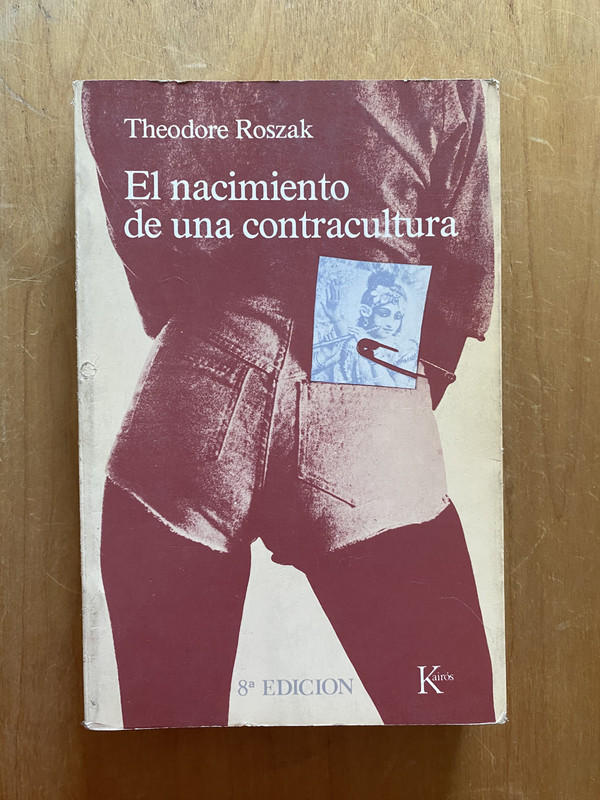 Theodore Roszak
El nacimiento
de una contracultura
8ª EDICION
Kairós